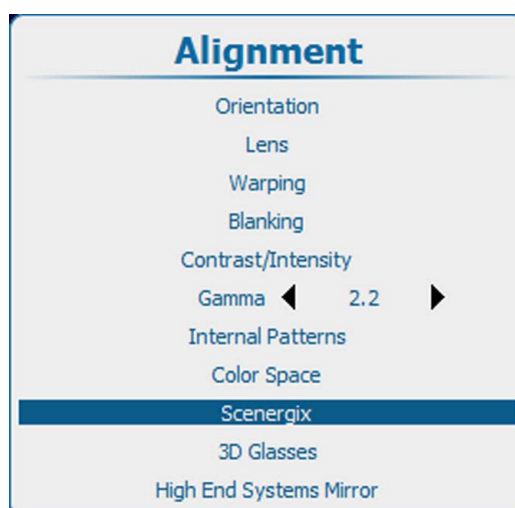 Alignment
Orientation
Lens
Warping
Blanking
Contrast/Intensity
Gamma 2.2
Internal Patterns
Color Space
Scenergix
3D Glasses
High End Systems Mirror